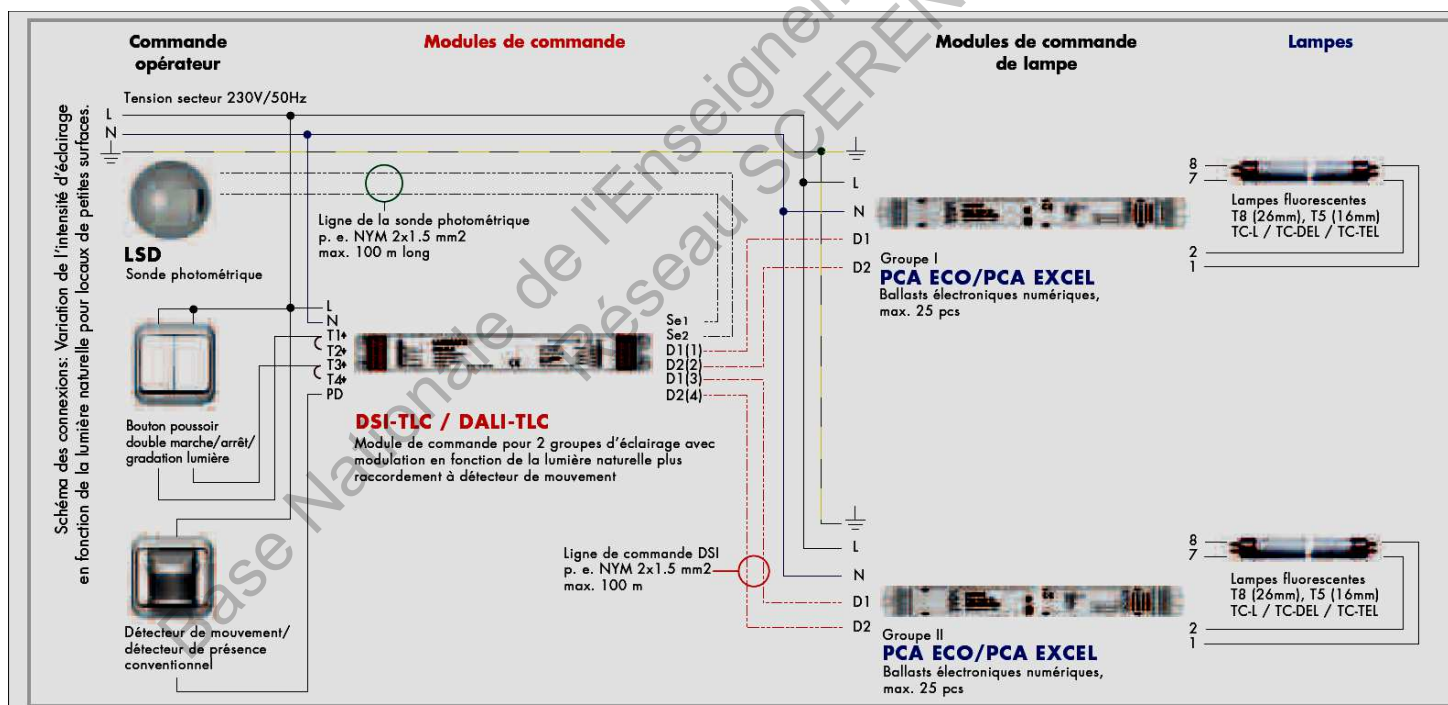 Commande
opérateur
Modules de commande
Modules de commande
de lampe
Lampes
Schéma des connexions: Variation de l'intensité d'éclairage
en fonction de la lumière naturelle pour locaux de petites surfaces.
Tension secteur 230V/50Hz
L
N
LSD
Sonde photométrique
Ligne de la sonde photométrique
p. e. NYM 2x1.5 mm2
max. 100 m long
L
N
T1
T2
T3
T4
PD
Se1
Se2
D1(1)
D2(2)
D1(3)
D2(4)
Bouton poussoir
double marche/arrêt/
gradation lumière
DSI-TLC / DALI-TLC
Module de commande pour 2 groupes d'éclairage avec
modulation en fonction de la lumière naturelle plus
raccordement à détecteur de mouvement
Détecteur de mouvement/
détecteur de présence
conventionnel
Ligne de commande DSI
p. e. NYM 2x1.5 mm2
max. 100 m
L
N
D1
D2
Groupe I
PCA ECO/PCA EXCEL
Ballasts électroniques numériques,
max. 25 pcs
8
7
Lampes fluorescentes
T8 (26mm), T5 (16mm)
TC-L / TC-DEL / TC-TEL
2
1
L
N
D1
D2
Groupe II
PCA ECO/PCA EXCEL
Ballasts électroniques numériques,
max. 25 pcs
8
7
Lampes fluorescentes
T8 (26mm), T5 (16mm)
TC-L / TC-DEL / TC-TEL
2
1
Base Nationale de l'Enseignem
Réseau SCEREN